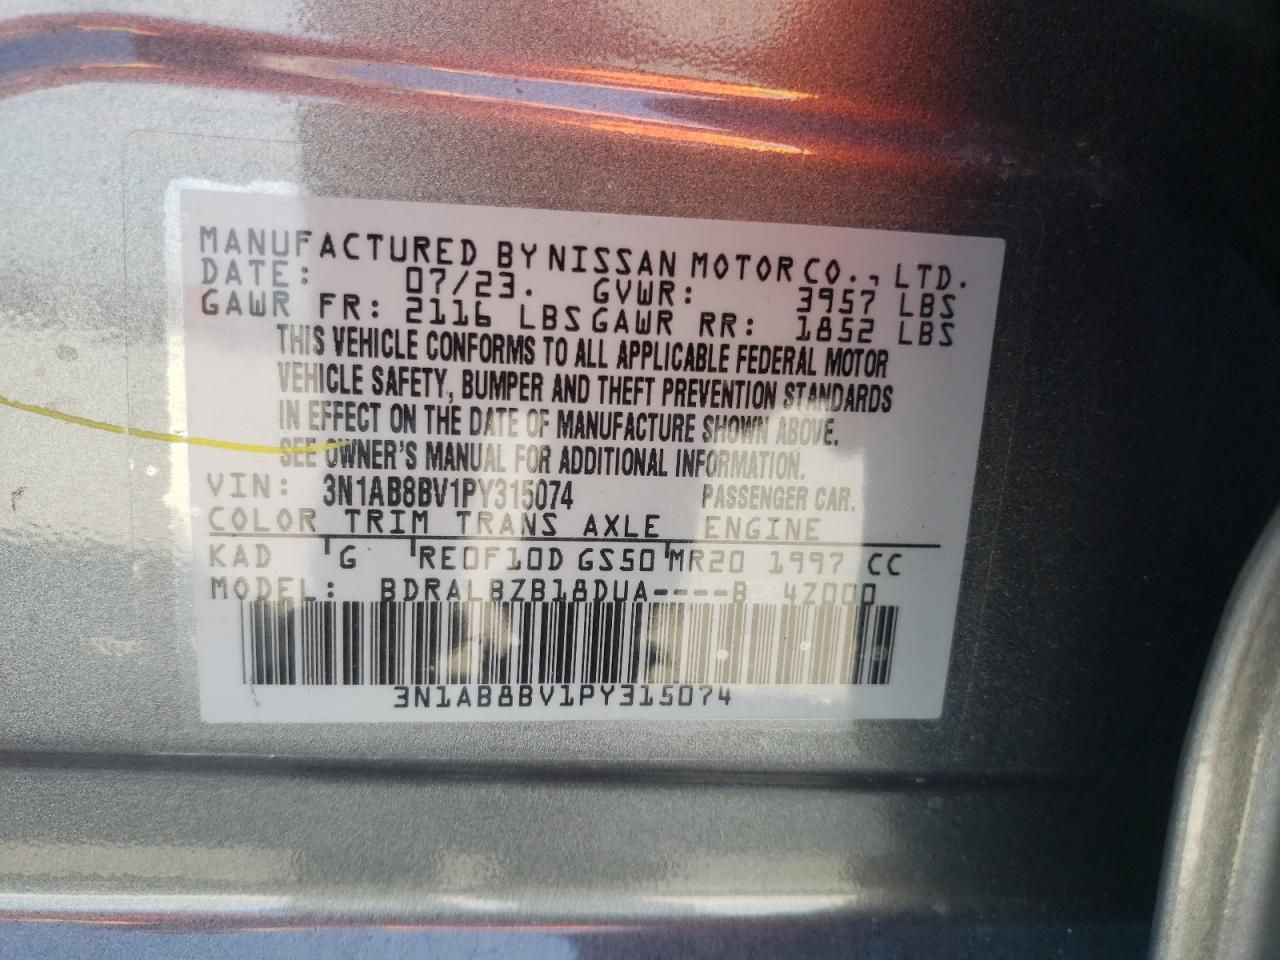 MANUFACTURED BY NISSAN MOTOR CO., LTD.
DATE: 07/23. GVWR: 3957 LBS
GAWR FR: 2116 LBS GAWR RR: 1852 LBS
THIS VEHICLE CONFORMS TO ALL APPLICABLE FEDERAL MOTOR
VEHICLE SAFETY, BUMPER AND THEFT PREVENTION STANDARDS
IN EFFECT ON THE DATE OF MANUFACTURE SHOWN ABOVE.
SEE OWNER'S MANUAL FOR ADDITIONAL INFORMATION.
VIN: 3N1AB8BV1PY315074 PASSENGER CAR.
COLOR TRIM TRANS AXLE ENGINE
KAD G RE0F10D GS50 MR20 1997 CC
MODEL: BDRALBZB18DUA----B 4Z000
3N1AB8BV1PY315074